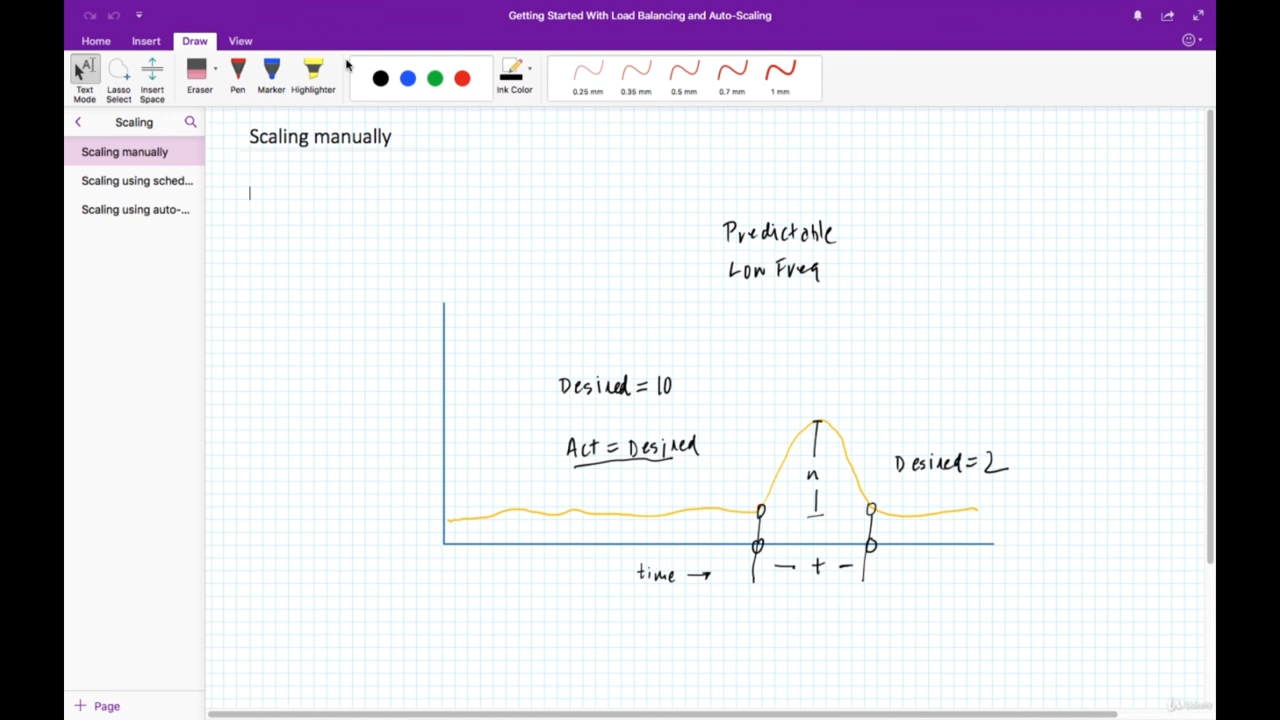 Getting Started With Load Balancing and Auto-Scaling
Home Insert Draw View
Text Mode
Lasso Select
Insert Space
Eraser
Pen
Marker
Highlighter
Ink Color
0.25 mm 0.35 mm 0.5 mm 0.7 mm 1 mm
Scaling
Scaling manually
Scaling using sched...
Scaling using auto-...
Page
Scaling manually
Predictable
Low Freq
Desired = 10
Act = Desired
n
Desired = 2
time →
- + -
Udemy